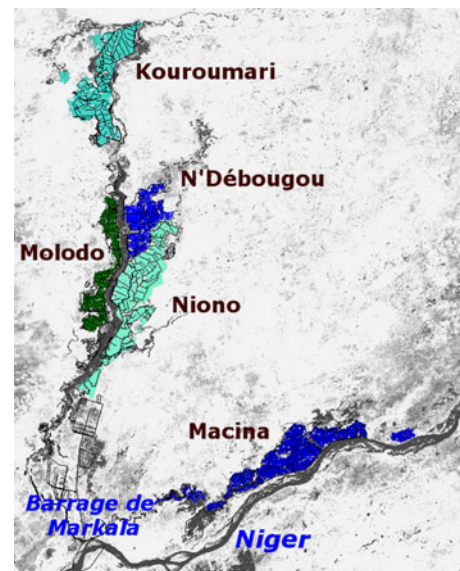 Kouroumari
N'Débougou
Molodo
Niono
Macina
Barrage de
Markala
Niger